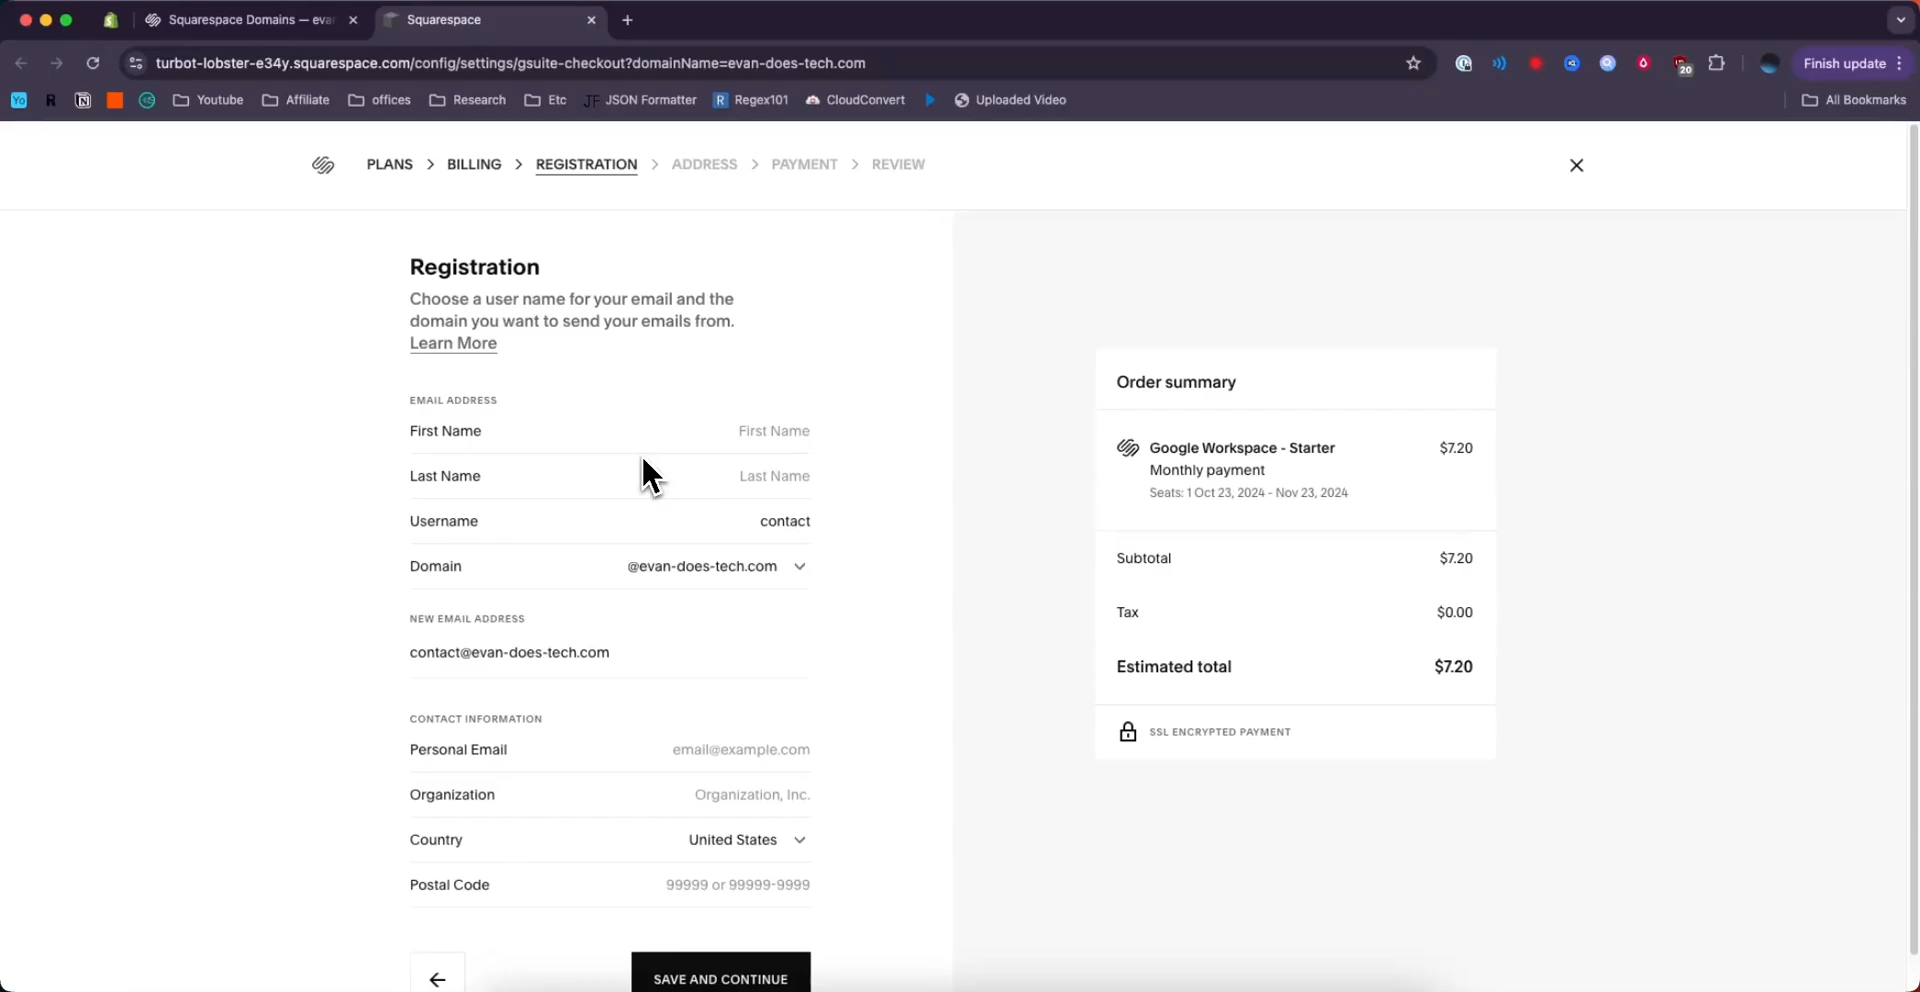 Squarespace Domains — eva
Squarespace
turbot-lobster-e34y.squarespace.com/config/settings/gsuite-checkout?domainName=evan-does-tech.com
20
Finish update
Yo
R
Youtube
Affiliate
offices
Research
Etc
JF JSON Formatter
R Regex101
CloudConvert
Uploaded Video
All Bookmarks
PLANS > BILLING > REGISTRATION > ADDRESS > PAYMENT > REVIEW
Registration
Choose a user name for your email and the
domain you want to send your emails from.
Learn More
EMAIL ADDRESS
First Name First Name
Last Name Last Name
Username contact
Domain @evan-does-tech.com
NEW EMAIL ADDRESS
contact@evan-does-tech.com
CONTACT INFORMATION
Personal Email email@example.com
Organization Organization, Inc.
Country United States
Postal Code 99999 or 99999-9999
SAVE AND CONTINUE
Order summary
Google Workspace - Starter $7.20
Monthly payment
Seats: 1 Oct 23, 2024 - Nov 23, 2024
Subtotal $7.20
Tax $0.00
Estimated total $7.20
SSL ENCRYPTED PAYMENT